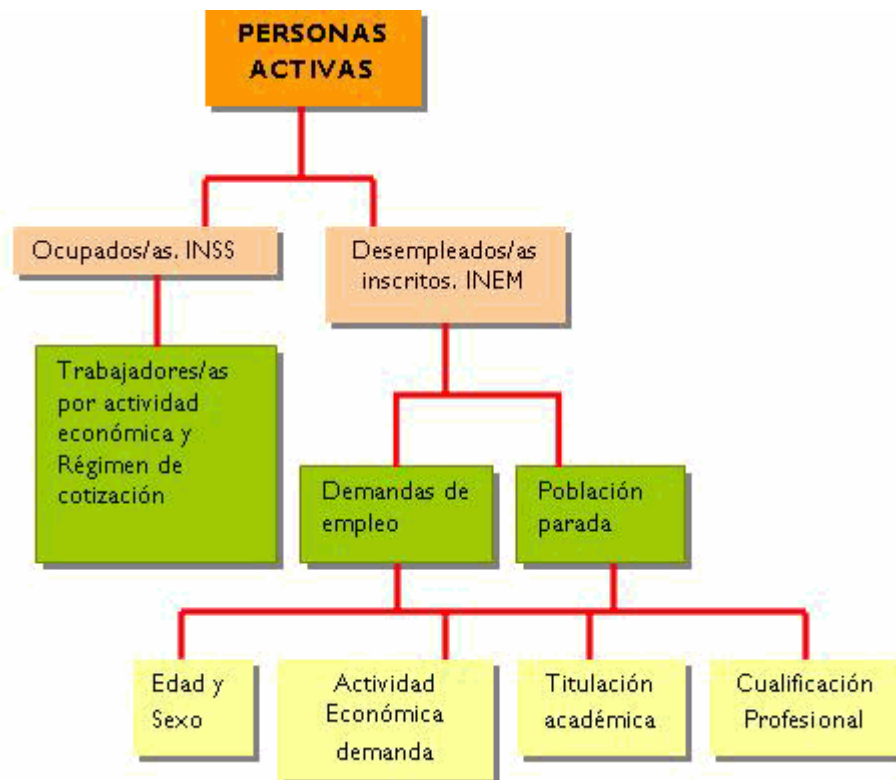 PERSONAS
ACTIVAS
Ocupados/as. INSS
Desempleados/as
inscritos. INEM
Trabajadores/as
por actividad
económica y
Régimen de
cotización
Demandas de
empleo
Población
parada
Edad y
Sexo
Actividad
Económica
demanda
Titulación
académica
Cualificación
Profesional